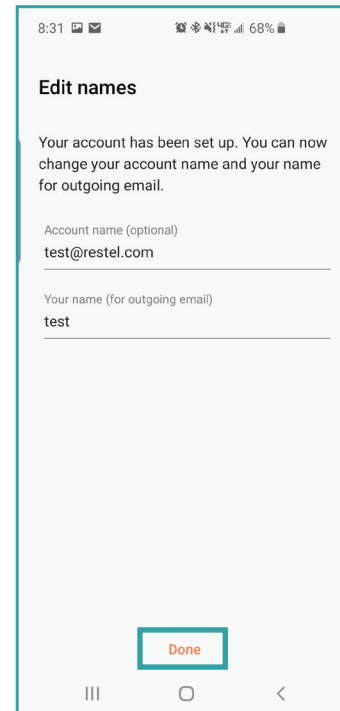 8:31 4GE 68%
Edit names
Your account has been set up. You can now
change your account name and your name
for outgoing email.
Account name (optional)
test@restel.com
Your name (for outgoing email)
test
Done